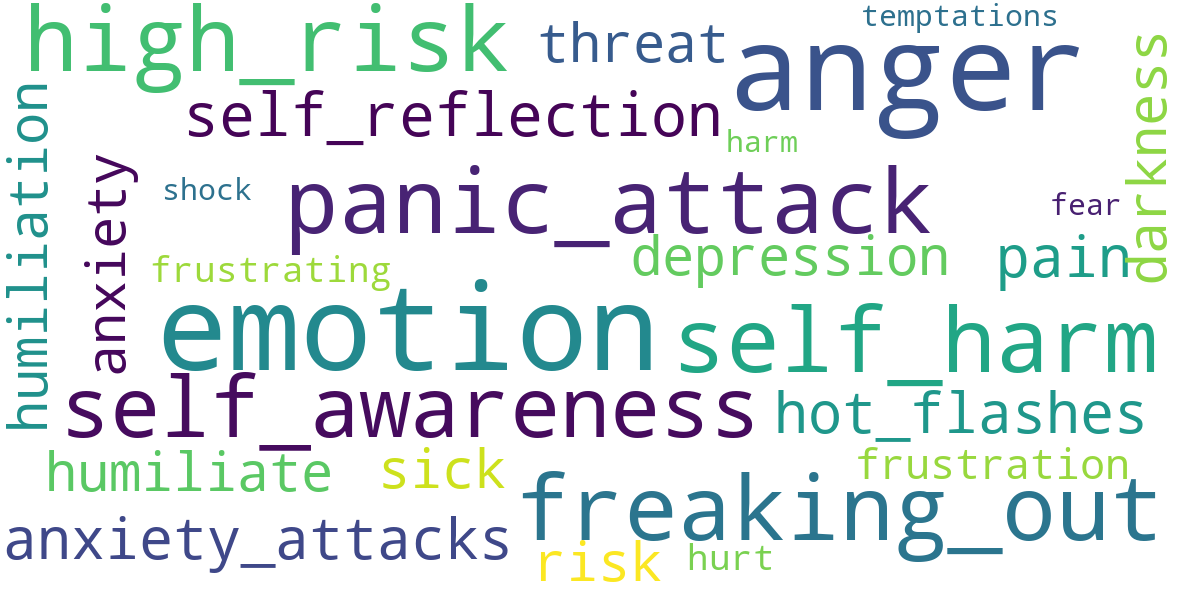 temptations
high_risk
threat
anger
self_reflection
darkness
humiliation
harm
anxiety
shock
panic_attack
fear
depression
pain
frustrating
emotion
self_harm
self_awareness
hot_flashes
humiliate
sick
frustration
freaking_out
anxiety_attacks
risk
hurt